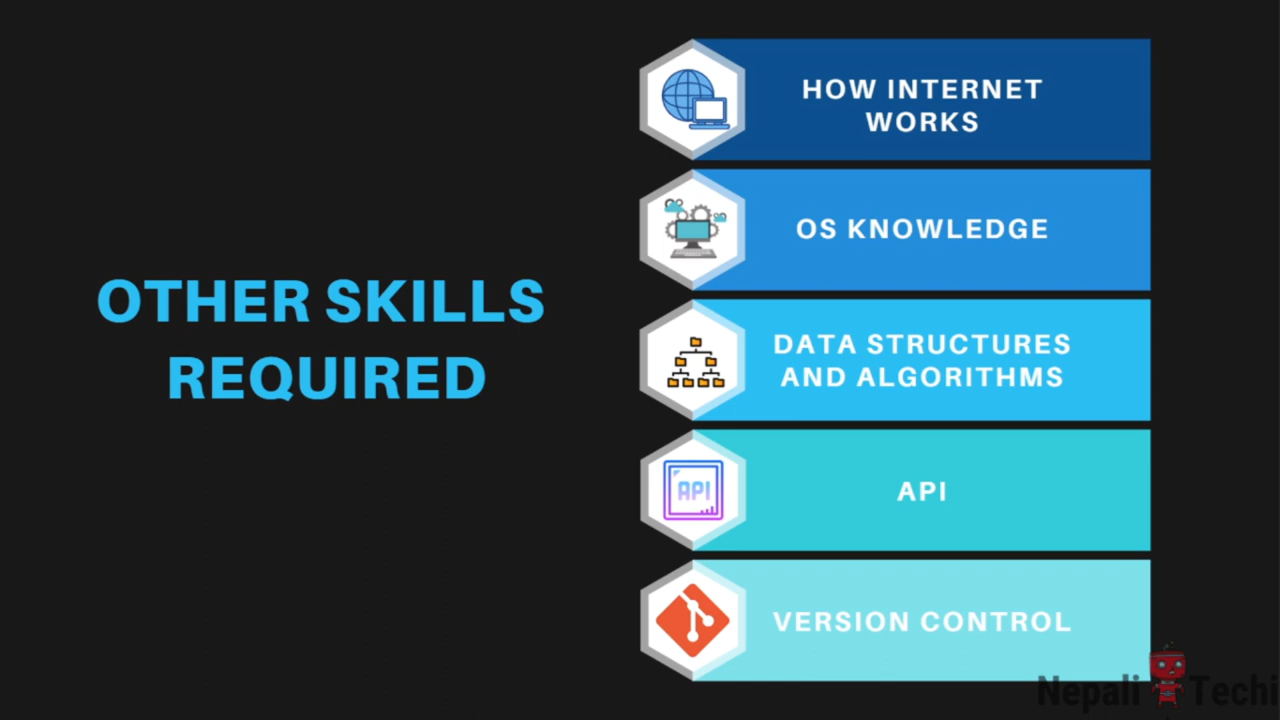 OTHER SKILLS
REQUIRED
HOW INTERNET
WORKS
OS KNOWLEDGE
DATA STRUCTURES
AND ALGORITHMS
API
API
VERSION CONTROL
Nepali Techi